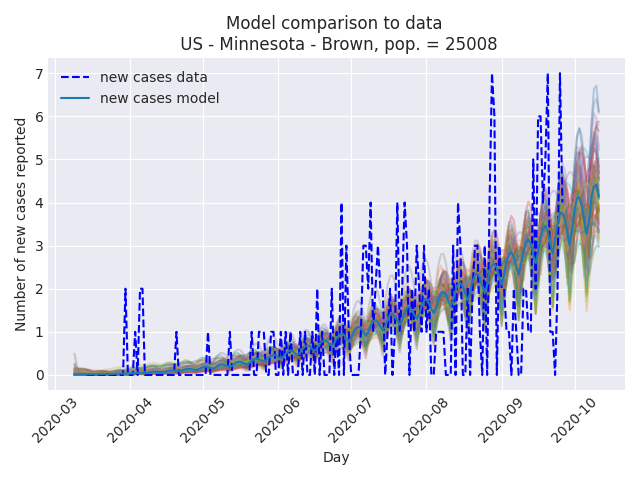 Model comparison to data
US - Minnesota - Brown, pop. = 25008
new cases data
new cases model
Number of new cases reported
7
6
5
4
3
2
1
0
2020-03
2020-04
2020-05
2020-06
2020-07
2020-08
2020-09
2020-10
Day